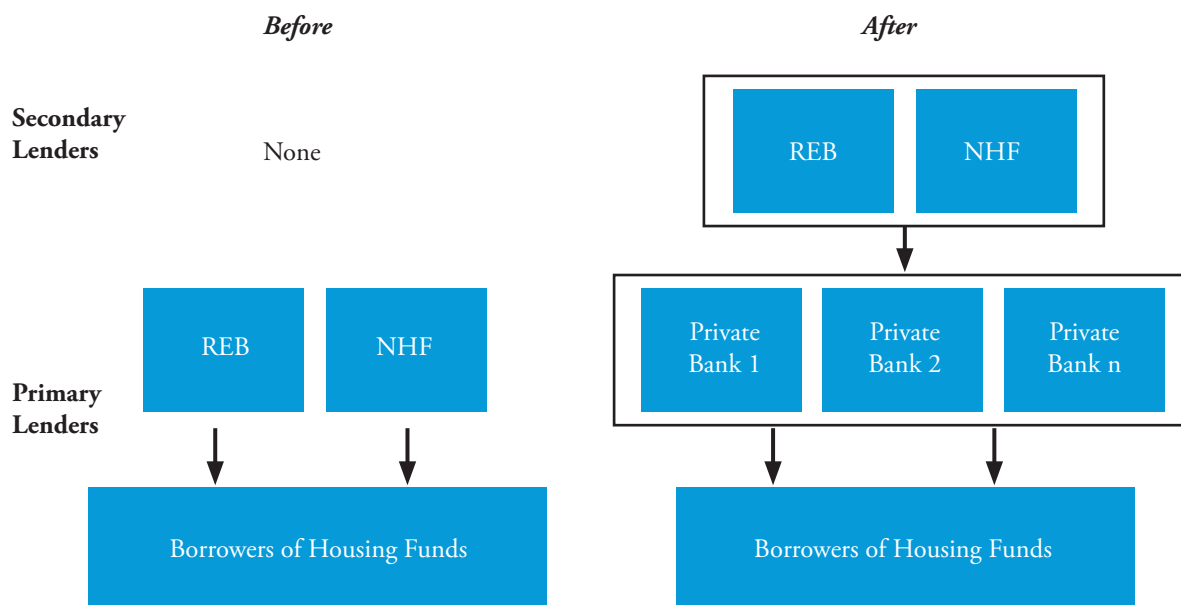 Before
After
Secondary
Lenders
None
REB
NHF
REB
NHF
Private
Bank 1
Private
Bank 2
Private
Bank n
Primary
Lenders
Borrowers of Housing Funds
Borrowers of Housing Funds